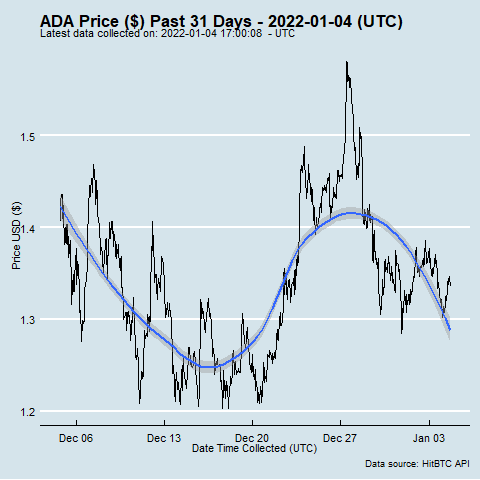 ADA Price ($) Past 31 Days - 2022-01-04 (UTC)
Latest data collected on: 2022-01-04 17:00:08  - UTC
1.5
1.4
1.3
1.2
Price USD ($)
Dec 06 Dec 13 Dec 20 Dec 27 Jan 03
Date Time Collected (UTC)
Data source: HitBTC API